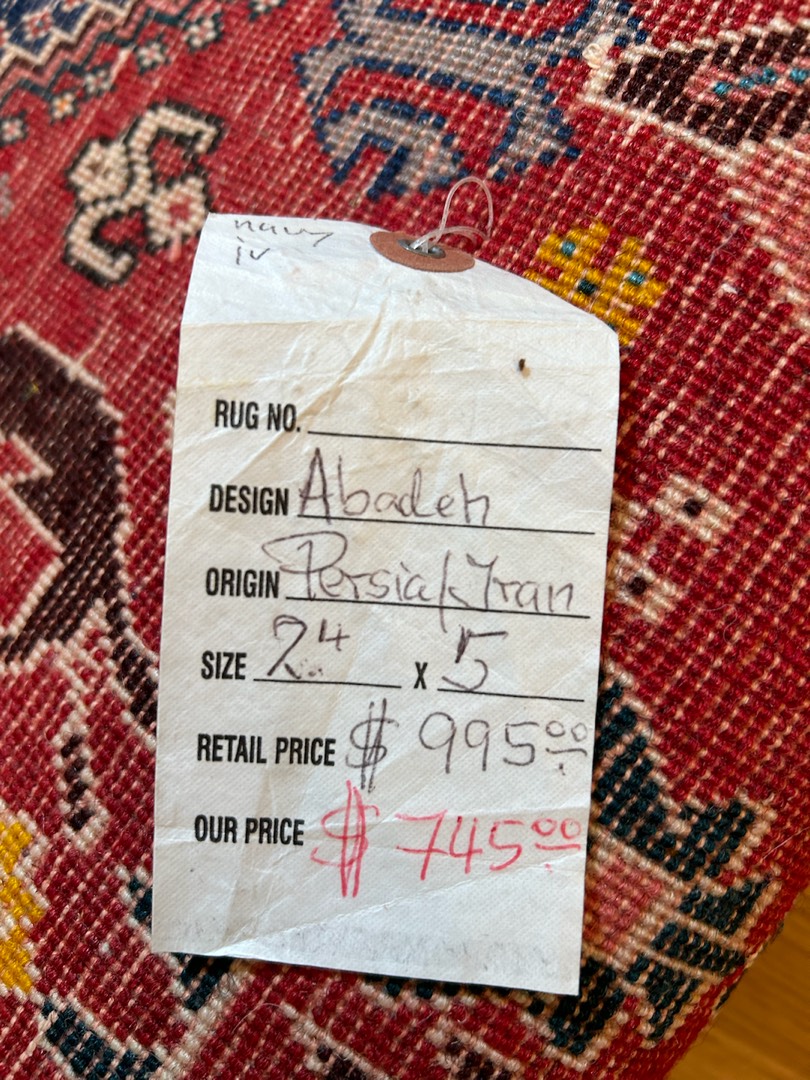 navy
iv
RUG NO.
DESIGN Abadeh
ORIGIN Persia/Iran
SIZE 2.4 X 5
RETAIL PRICE $ 995.00
OUR PRICE $ 745.00